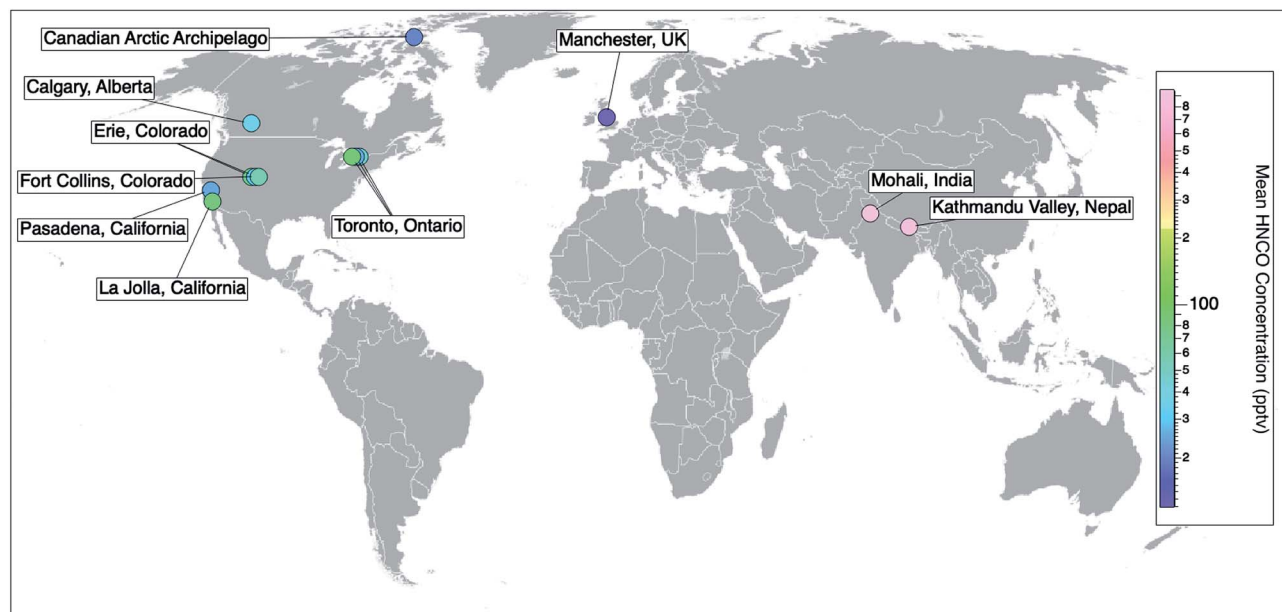 Canadian Arctic Archipelago
Manchester, UK
Calgary, Alberta
Erie, Colorado
Mohali, India
Fort Collins, Colorado
Kathmandu Valley, Nepal
Pasadena, California
Toronto, Ontario
La Jolla, California
8
7
6
5
4
3
2
100
8
7
6
5
4
3
2
Mean HNCO Concentration (pptv)